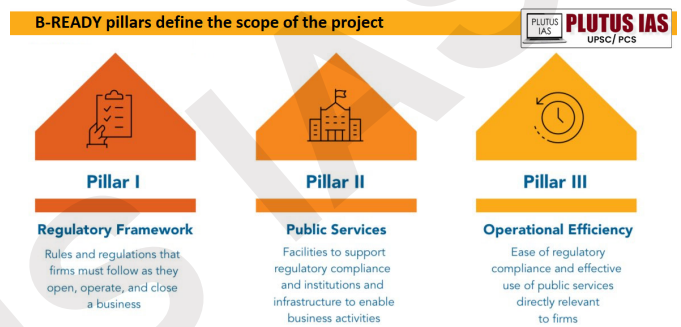 B-READY pillars define the scope of the project
PLUTUS
IAS
PLUTUS IAS
UPSC/ PCS
Pillar I
Regulatory Framework
Rules and regulations that
firms must follow as they
open, operate, and close
a business
Pillar II
Public Services
Facilities to support
regulatory compliance
and institutions and
infrastructure to enable
business activities
Pillar III
Operational Efficiency
Ease of regulatory
compliance and effective
use of public services
directly relevant
to firms